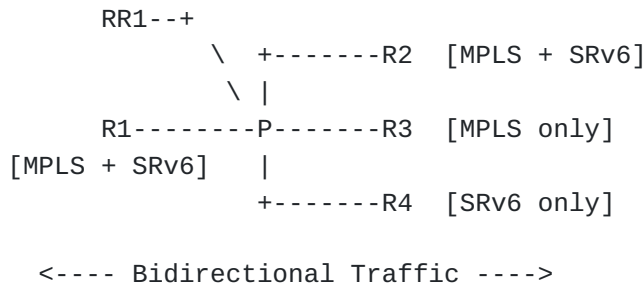 RR1--+
\ +-------R2 [MPLS + SRv6]
\ |
R1--------P-------R3 [MPLS only]
[MPLS + SRv6] |
+-------R4 [SRv6 only]
<---- Bidirectional Traffic ---->